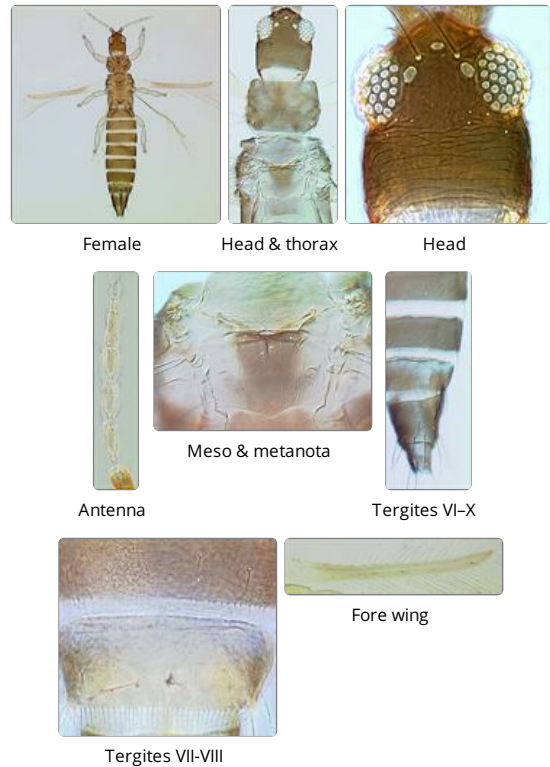 Female
Head & thorax
Head
Antenna
Meso & metanota
Tergites VI–X
Fore wing
Tergites VII-VIII